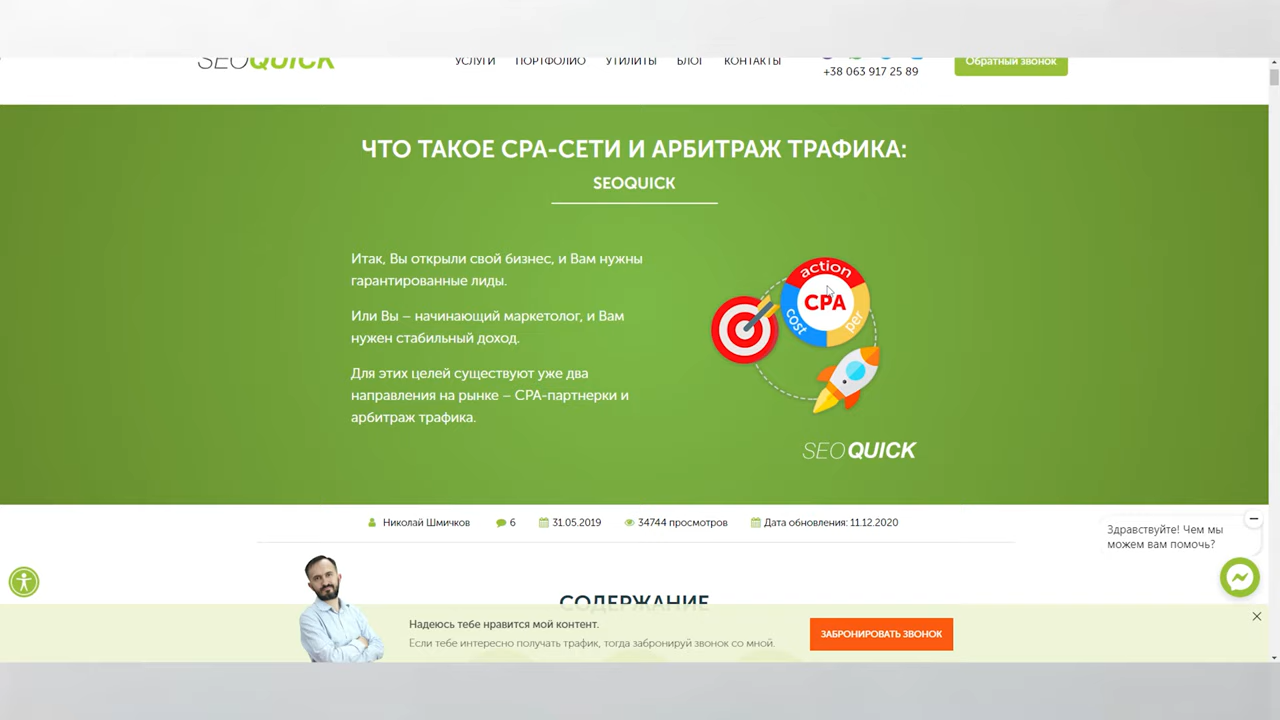 SEOQUICK
УСЛУГИ ПОРТФОЛИО УТИЛИТЫ БЛОГ КОНТАКТЫ
+38 063 917 25 89
Обратный звонок
ЧТО ТАКОЕ CPA-СЕТИ И АРБИТРАЖ ТРАФИКА:
SEOQUICK
Итак, Вы открыли свой бизнес, и Вам нужны
гарантированные лиды.
Или Вы – начинающий маркетолог, и Вам
нужен стабильный доход.
Для этих целей существуют уже два
направления на рынке – CPA-партнерки и
арбитраж трафика.
action
CPA
cost
per
SEOQUICK
Николай Шмичков 6 31.05.2019 34744 просмотров Дата обновления: 11.12.2020
Здравствуйте! Чем мы
можем вам помочь?
СОДЕРЖАНИЕ
Надеюсь тебе нравится мой контент.
Если тебе интересно получать трафик, тогда забронируй звонок со мной.
ЗАБРОНИРОВАТЬ ЗВОНОК